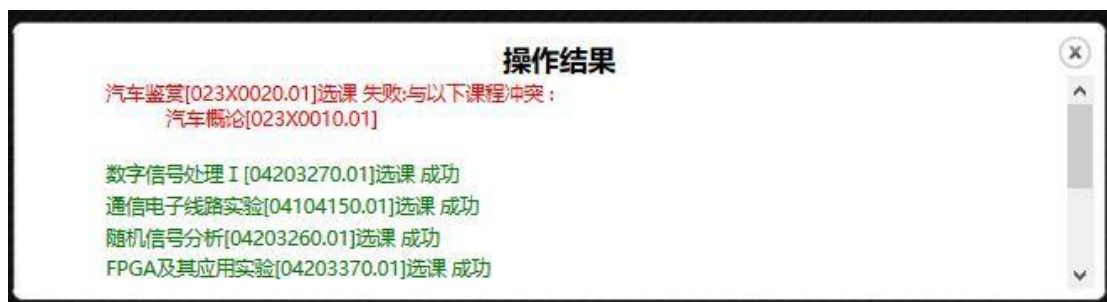 操作结果
汽车鉴赏[023X0020.01]选课 失败:与以下课程冲突：
汽车概论[023X0010.01]
数字信号处理Ⅰ[04203270.01]选课 成功
通信电子线路实验[04104150.01]选课 成功
随机信号分析[04203260.01]选课 成功
FPGA及其应用实验[04203370.01]选课 成功